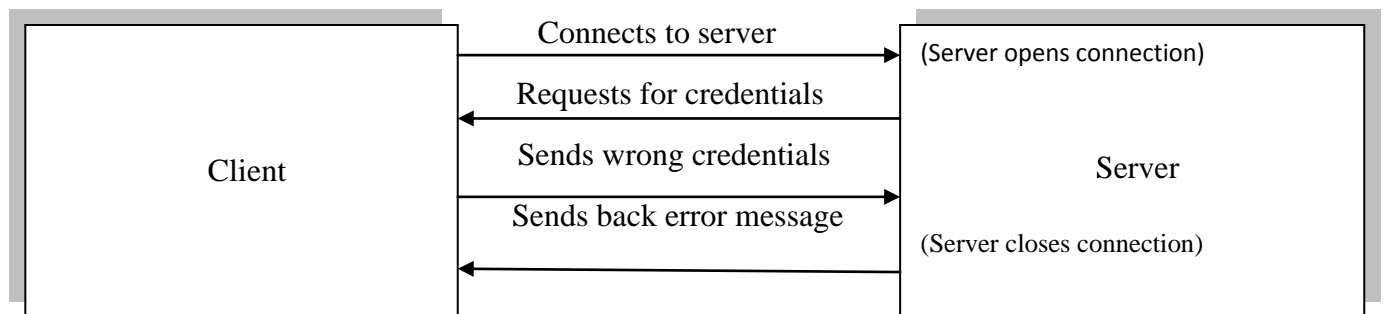 Connects to server
(Server opens connection)
Requests for credentials
Sends wrong credentials
Client
Server
Sends back error message
(Server closes connection)